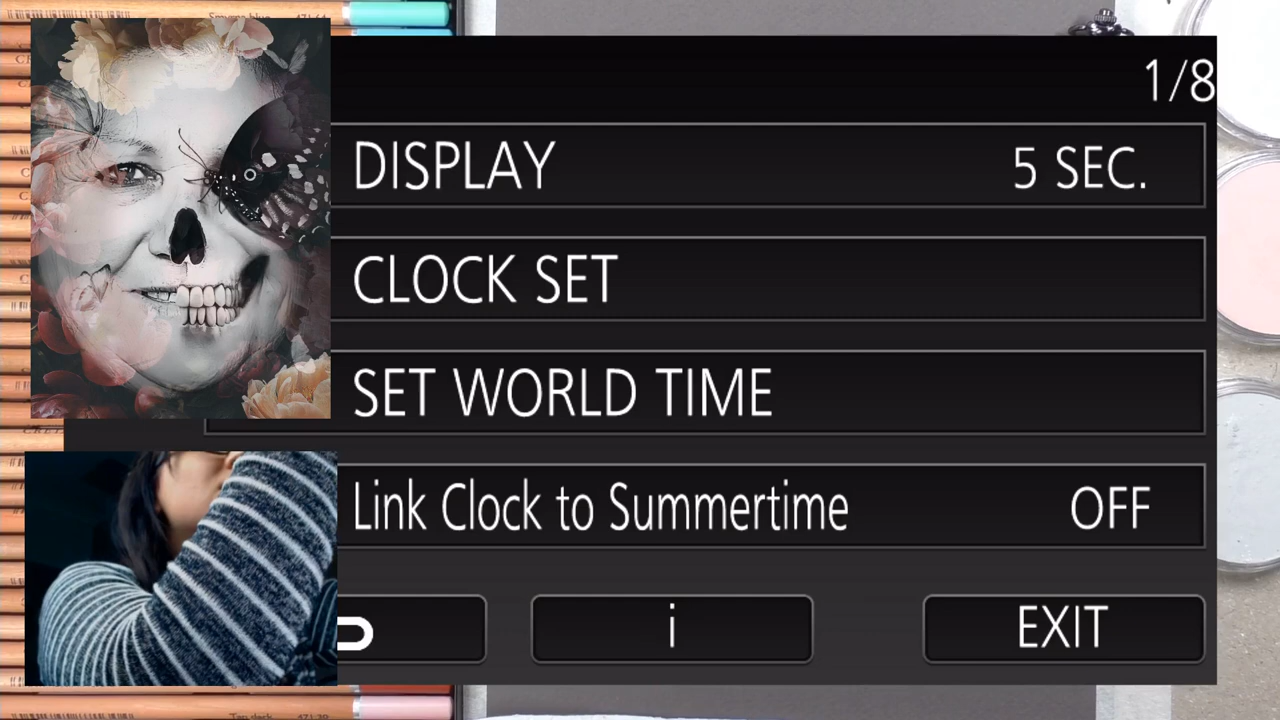 1/8
DISPLAY 5 SEC.
CLOCK SET
SET WORLD TIME
Link Clock to Summertime OFF
i EXIT